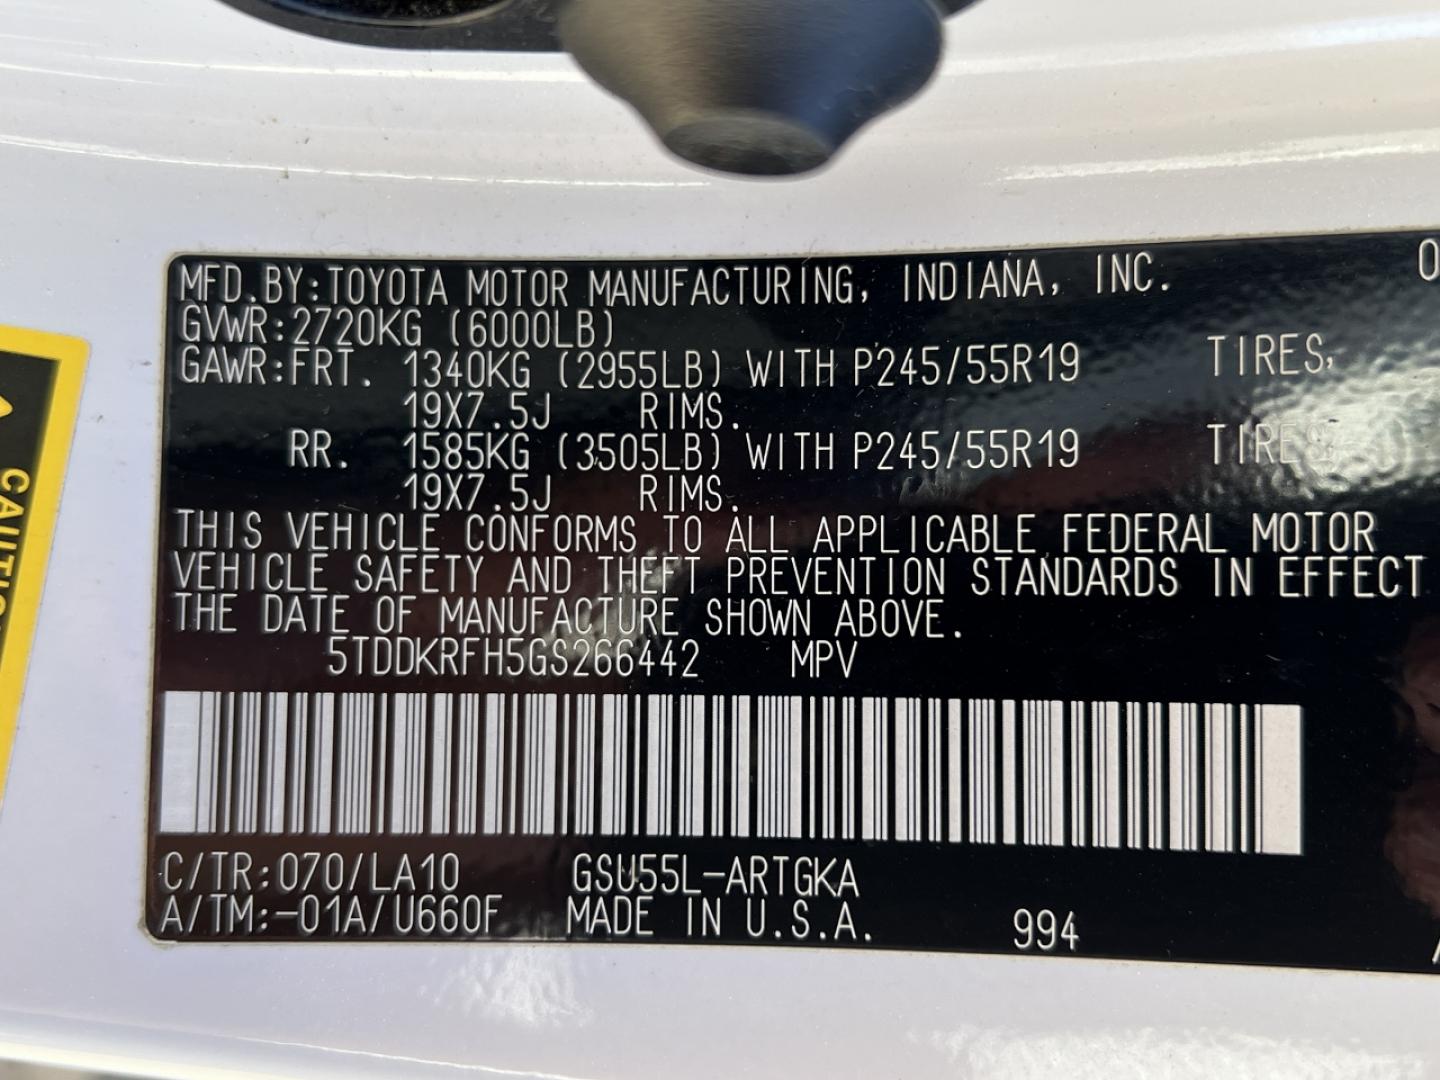 MFD.BY:TOYOTA MOTOR MANUFACTURING, INDIANA, INC. 0
GVWR:2720KG (6000LB)
GAWR:FRT. 1340KG (2955LB) WITH P245/55R19 TIRES,
19X7.5J RIMS.
RR. 1585KG (3505LB) WITH P245/55R19 TIRES,
19X7.5J RIMS.
THIS VEHICLE CONFORMS TO ALL APPLICABLE FEDERAL MOTOR
VEHICLE SAFETY AND THEFT PREVENTION STANDARDS IN EFFECT
THE DATE OF MANUFACTURE SHOWN ABOVE.
5TDDKRFH5GS266442 MPV
C/TR:070/LA10 GSU55L-ARTGKA
A/TM:-01A/U660F MADE IN U.S.A. 994
CAUTION